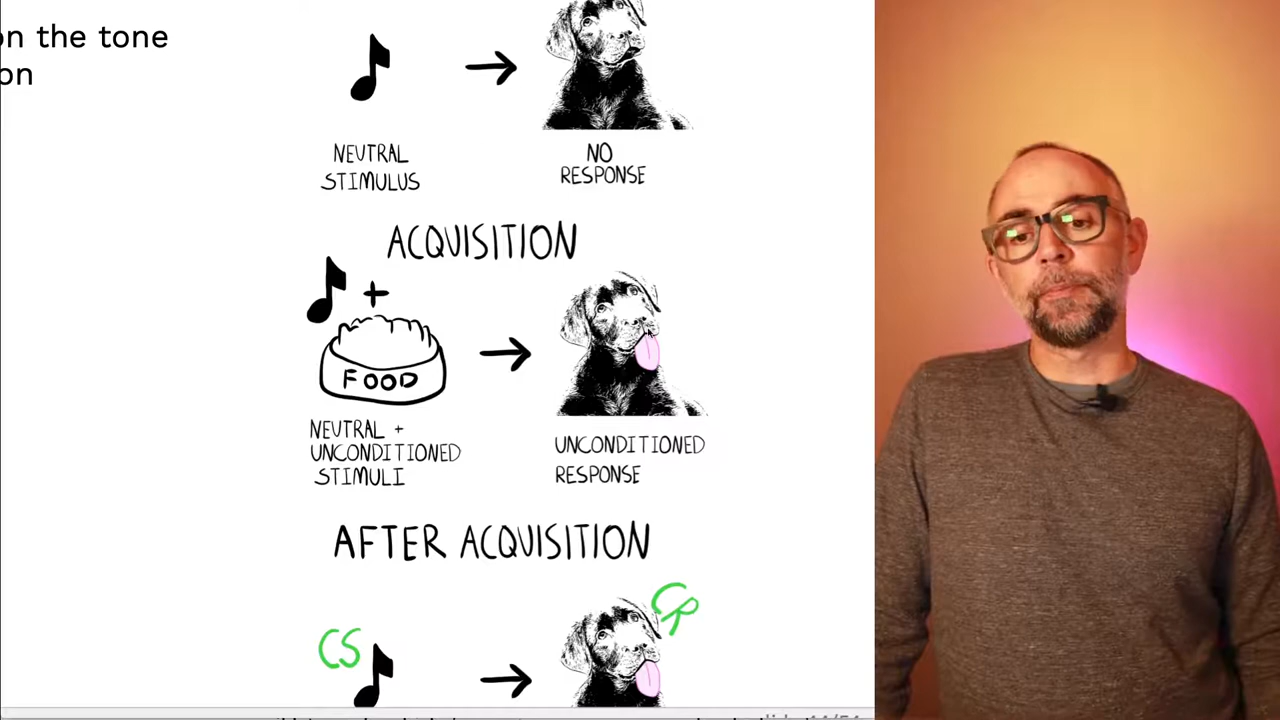 on the tone
on
NEUTRAL
STIMULUS
NO
RESPONSE
ACQUISITION
+
FOOD
NEUTRAL +
UNCONDITIONED
STIMULI
UNCONDITIONED
RESPONSE
AFTER ACQUISITION
CS
CR